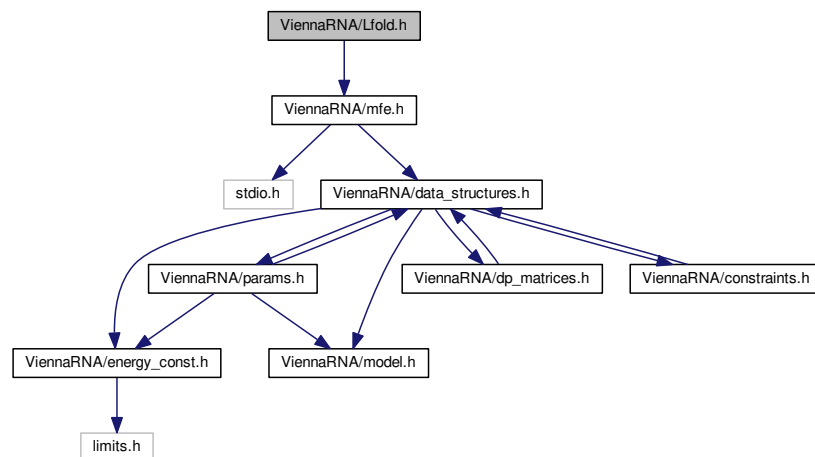 ViennaRNA/Lfold.h
ViennaRNA/mfe.h
stdio.h
ViennaRNA/data_structures.h
ViennaRNA/params.h
ViennaRNA/dp_matrices.h
ViennaRNA/constraints.h
ViennaRNA/energy_const.h
ViennaRNA/model.h
limits.h